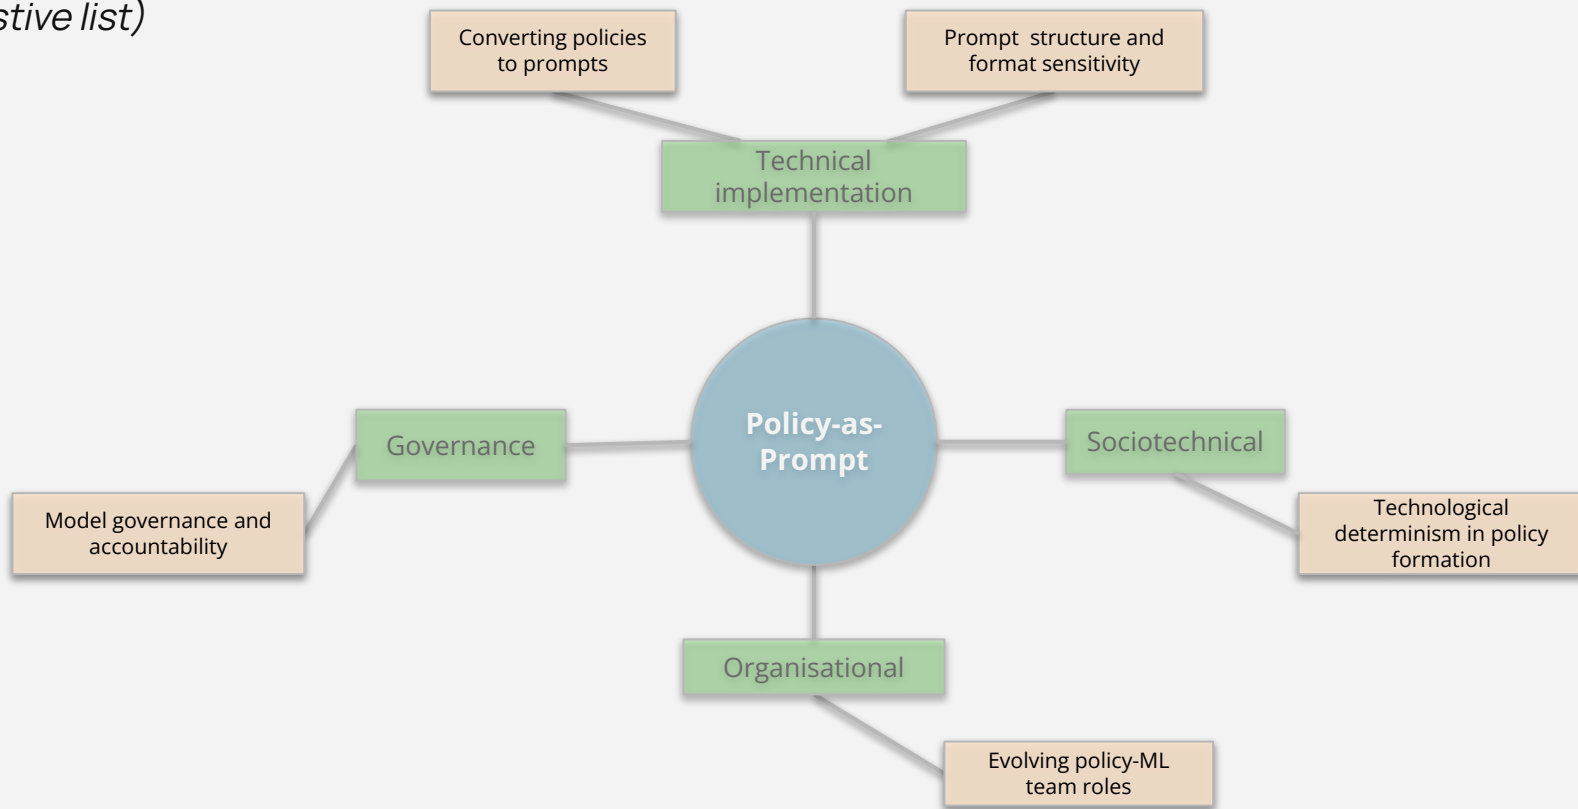 stive list)
Converting policies
to prompts
Prompt structure and
format sensitivity
Technical
implementation
Policy-as-
Prompt
Governance
Sociotechnical
Model governance and
accountability
Technological
determinism in policy
formation
Organisational
Evolving policy-ML
team roles